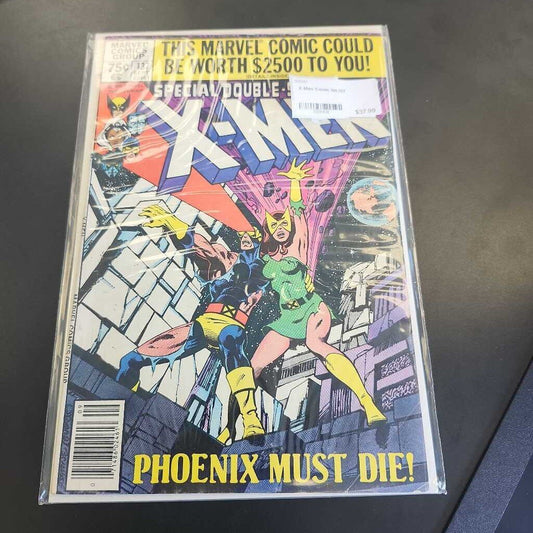 MARVEL
COMICS
GROUP
75¢
THIS MARVEL COMIC COULD
BE WORTH $2500 TO YOU!
SPECIAL DOUBLE-
X-MEN
$37.99
PHOENIX MUST DIE!